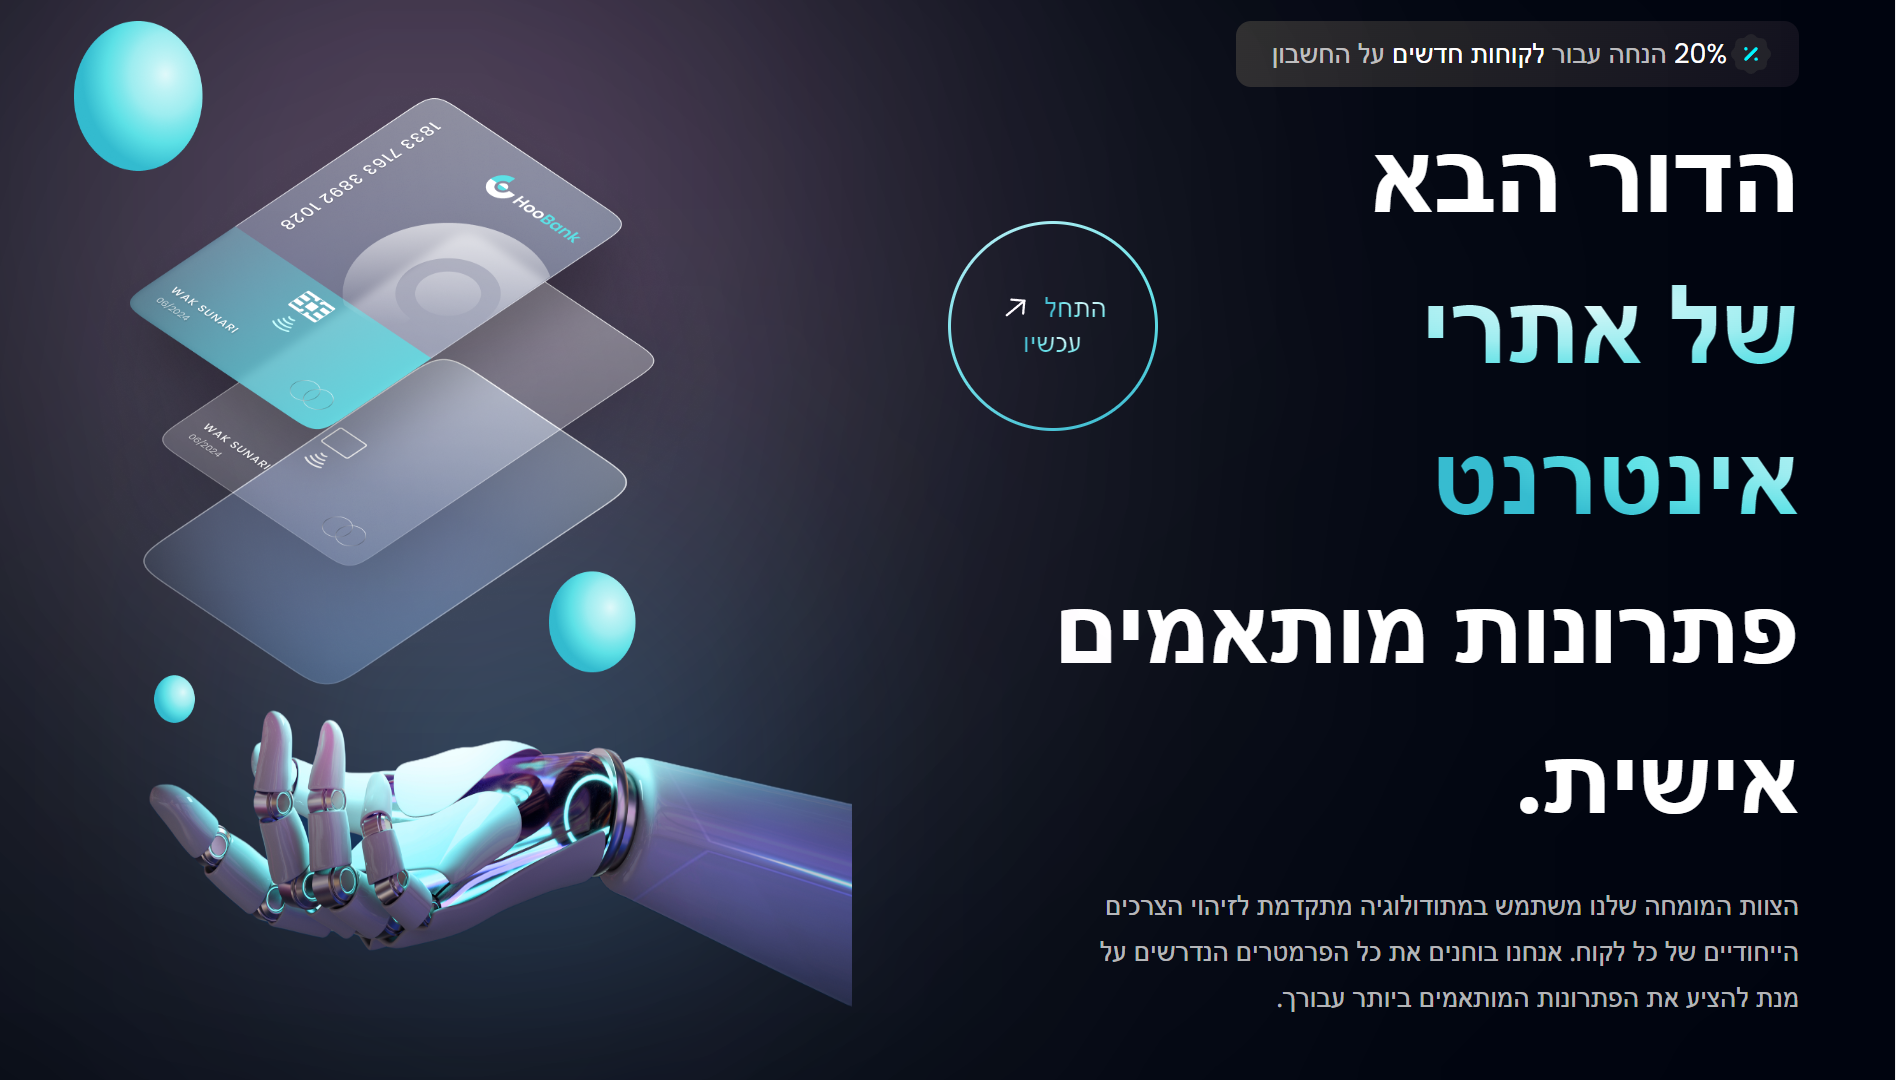 20% הנחה עבור לקוחות חדשים על החשבון
הדור הבא
של אתרי
אינטרנט
פתרונות מותאמים
אישית.
התחל
עכשיו
הצוות המומחה שלנו משתמש במתודולוגיה מתקדמת לזיהוי הצרכים
הייחודיים של כל לקוח. אנחנו בוחנים את כל הפרמטרים הנדרשים על
מנת להציע את הפתרונות המותאמים ביותר עבורך.
1833 7163 3892 1028
HooBank
WAK SUNARI
06/2024
WAK SUNARI
06/2024